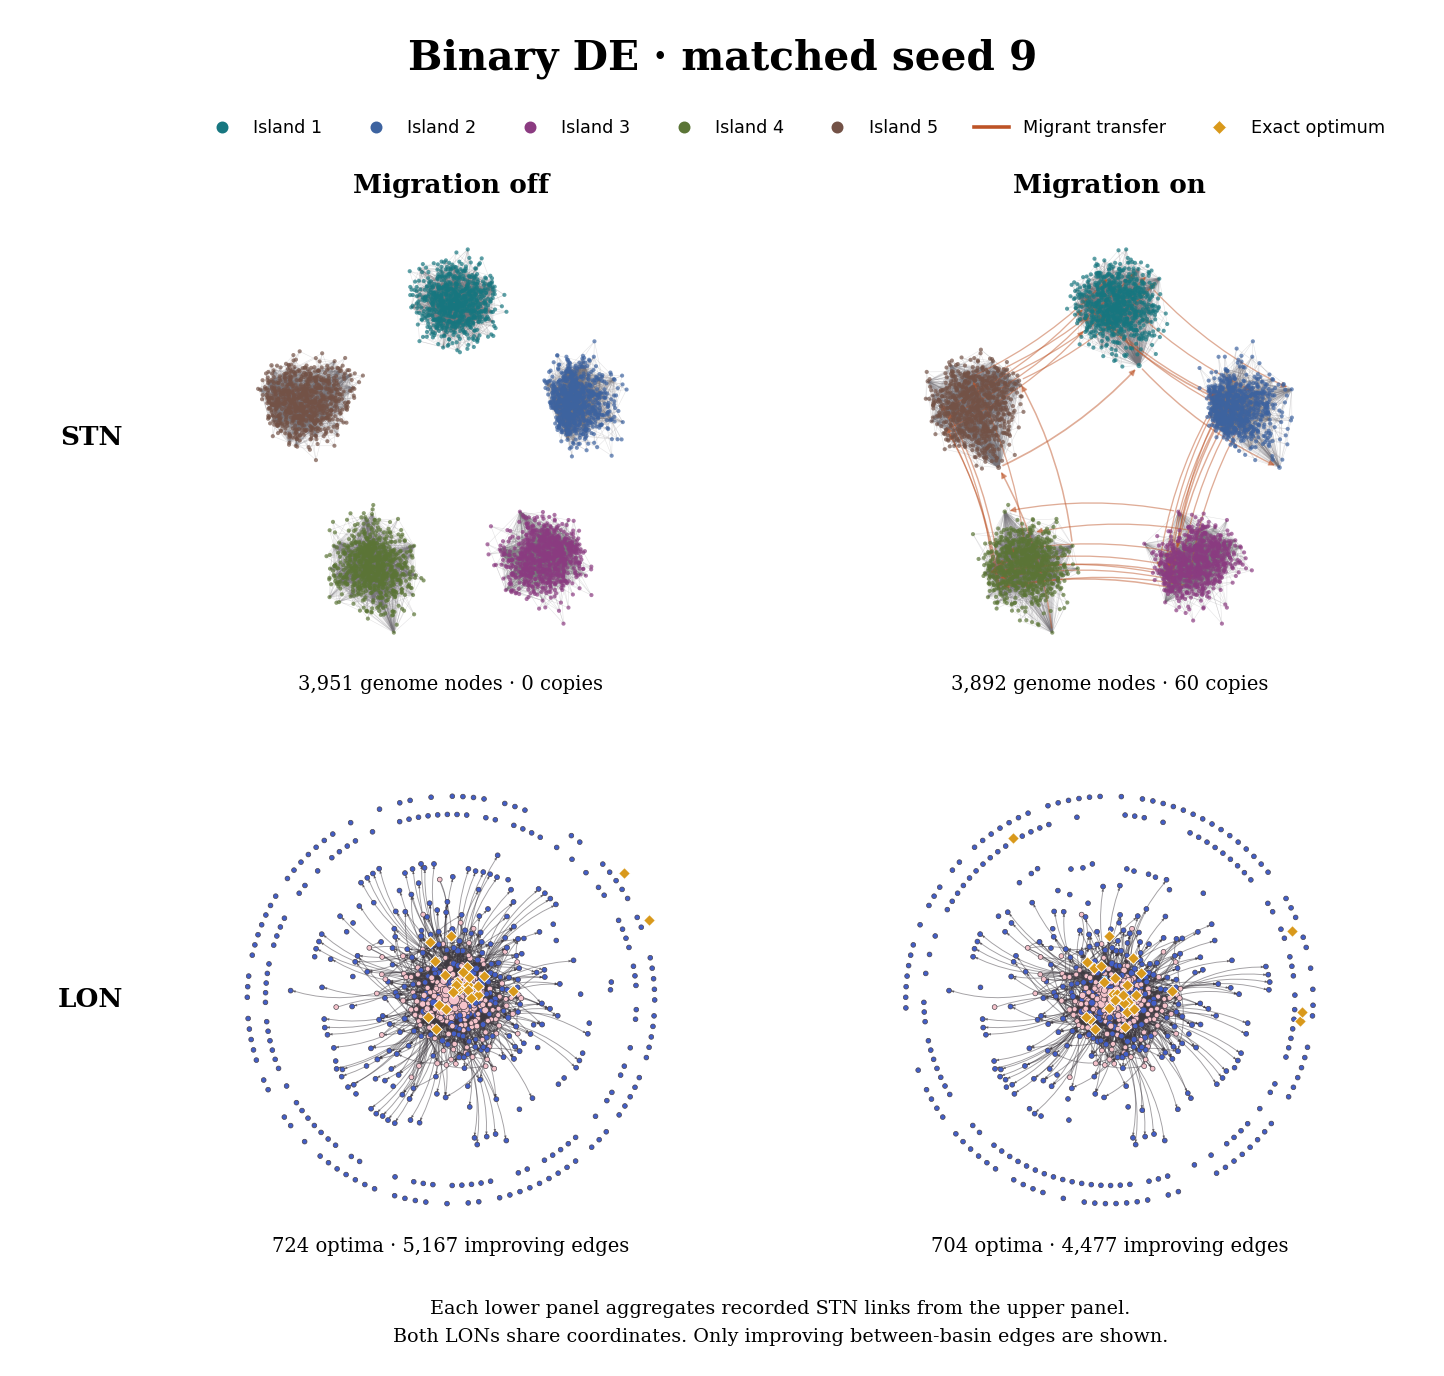 Binary DE · matched seed 9
Island 1 Island 2 Island 3 Island 4 Island 5 Migrant transfer Exact optimum
Migration off Migration on
STN
3,951 genome nodes · 0 copies 3,892 genome nodes · 60 copies
LON
724 optima · 5,167 improving edges 704 optima · 4,477 improving edges
Each lower panel aggregates recorded STN links from the upper panel.
Both LONs share coordinates. Only improving between-basin edges are shown.